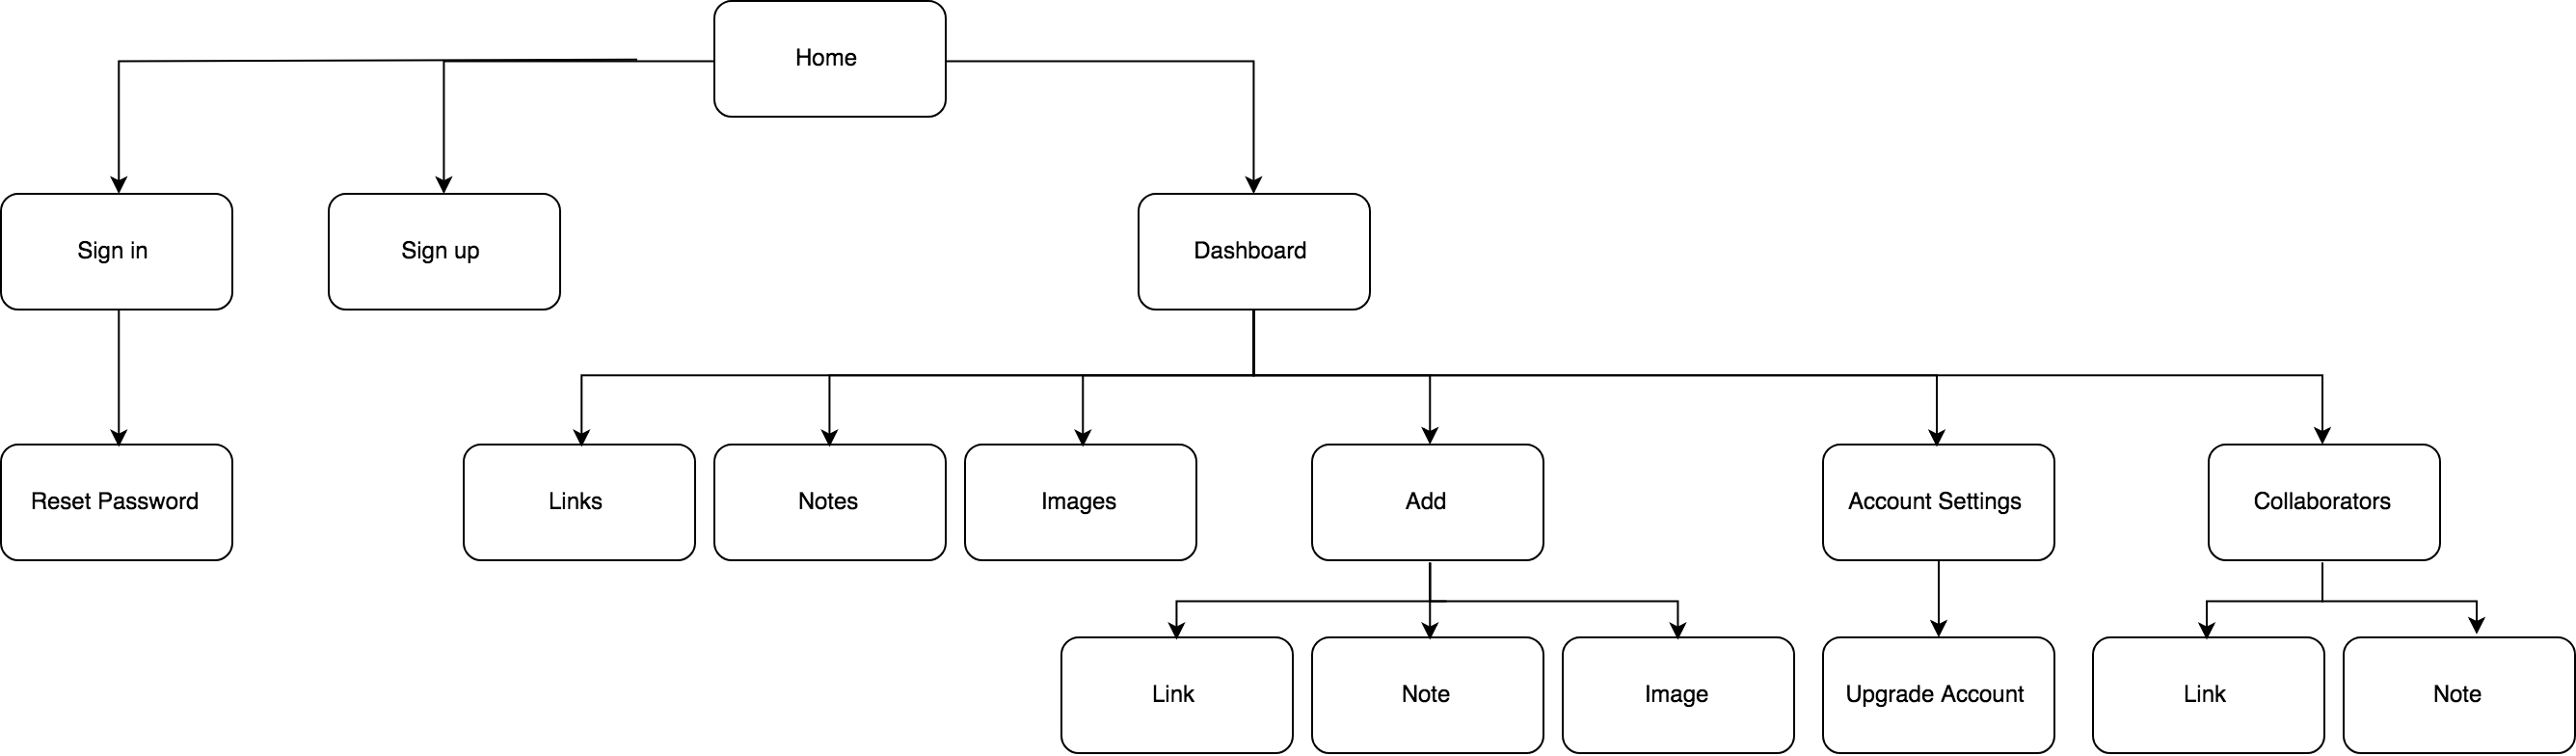 Home
Sign in
Sign up
Dashboard
Reset Password
Links
Notes
Images
Add
Account Settings
Collaborators
Link
Note
Image
Upgrade Account
Link
Note